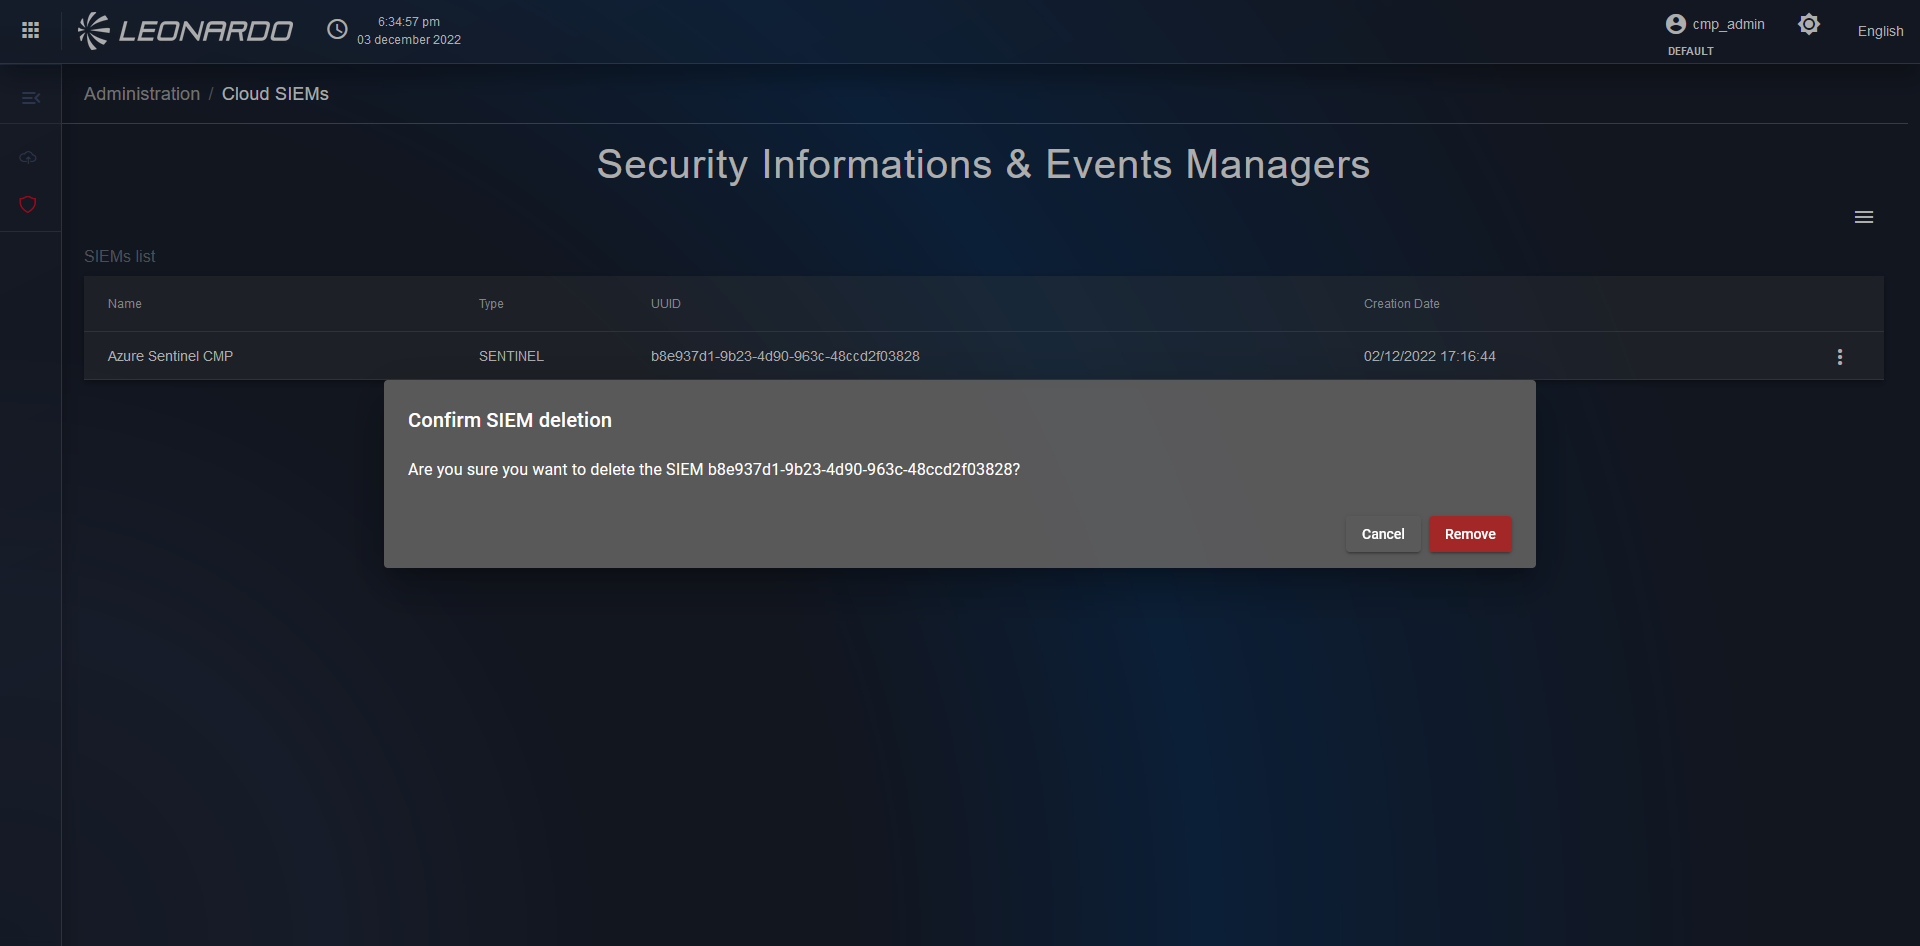 LEONARDO
6:34:57 pm
03 december 2022
cmp_admin
DEFAULT
English
Administration / Cloud SIEMs
Security Informations & Events Managers
SIEMs list
Name Type UUID Creation Date
Azure Sentinel CMP SENTINEL b8e937d1-9b23-4d90-963c-48ccd2f03828 02/12/2022 17:16:44
Confirm SIEM deletion
Are you sure you want to delete the SIEM b8e937d1-9b23-4d90-963c-48ccd2f03828?
Cancel Remove